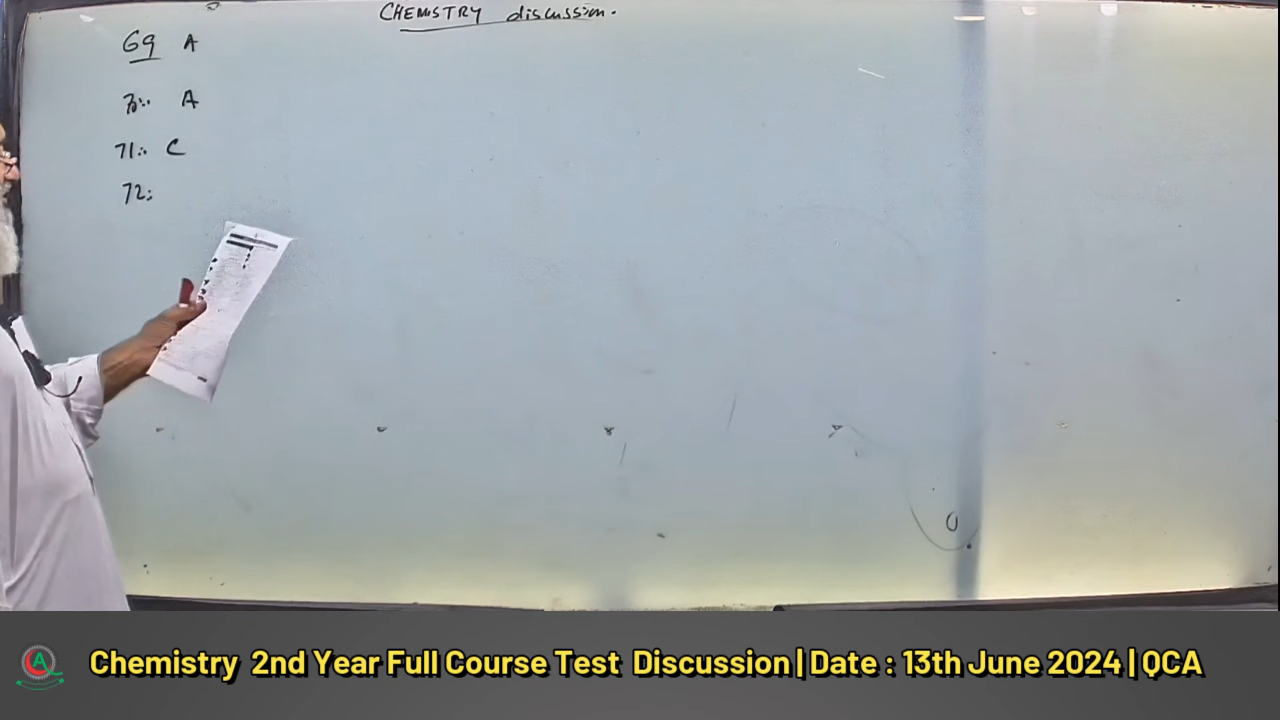 CHEMISTRY discussion.
69 A
70:. A
71:. C
72:
Chemistry 2nd Year Full Course Test Discussion | Date : 13th June 2024 | QCA